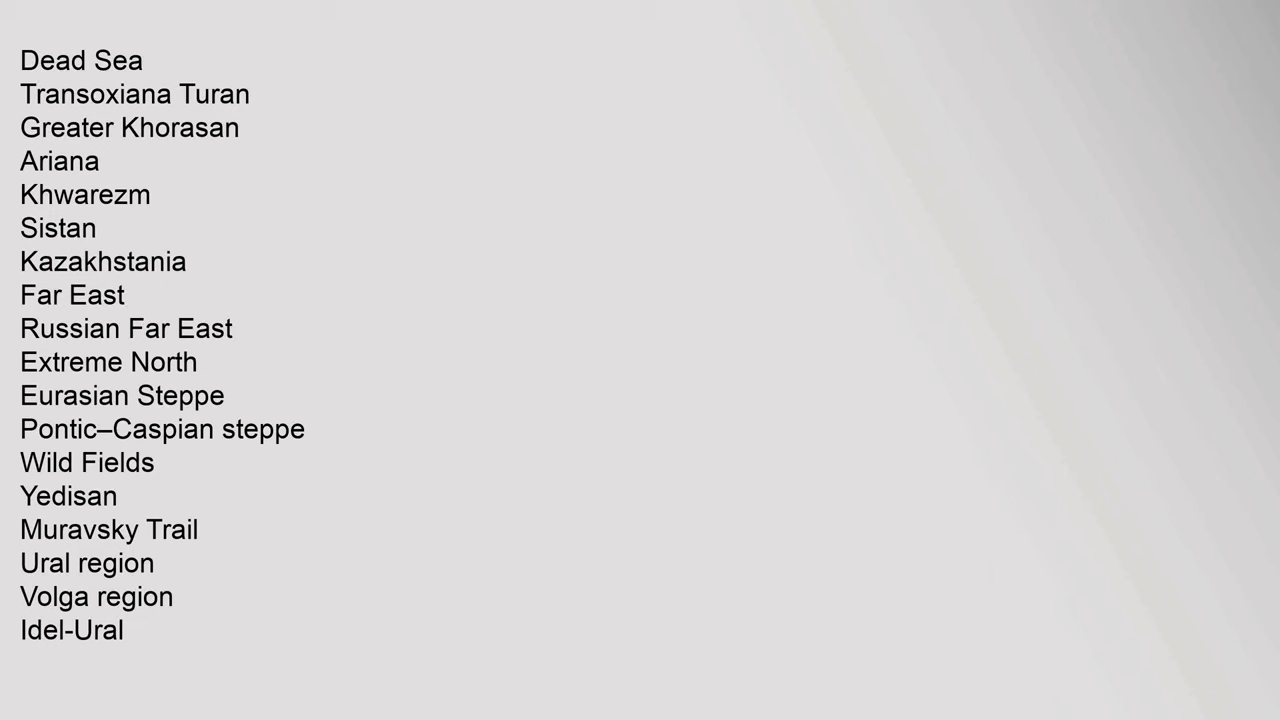 Dead Sea
Transoxiana Turan
Greater Khorasan
Ariana
Khwarezm
Sistan
Kazakhstania
Far East
Russian Far East
Extreme North
Eurasian Steppe
Pontic–Caspian steppe
Wild Fields
Yedisan
Muravsky Trail
Ural region
Volga region
Idel-Ural